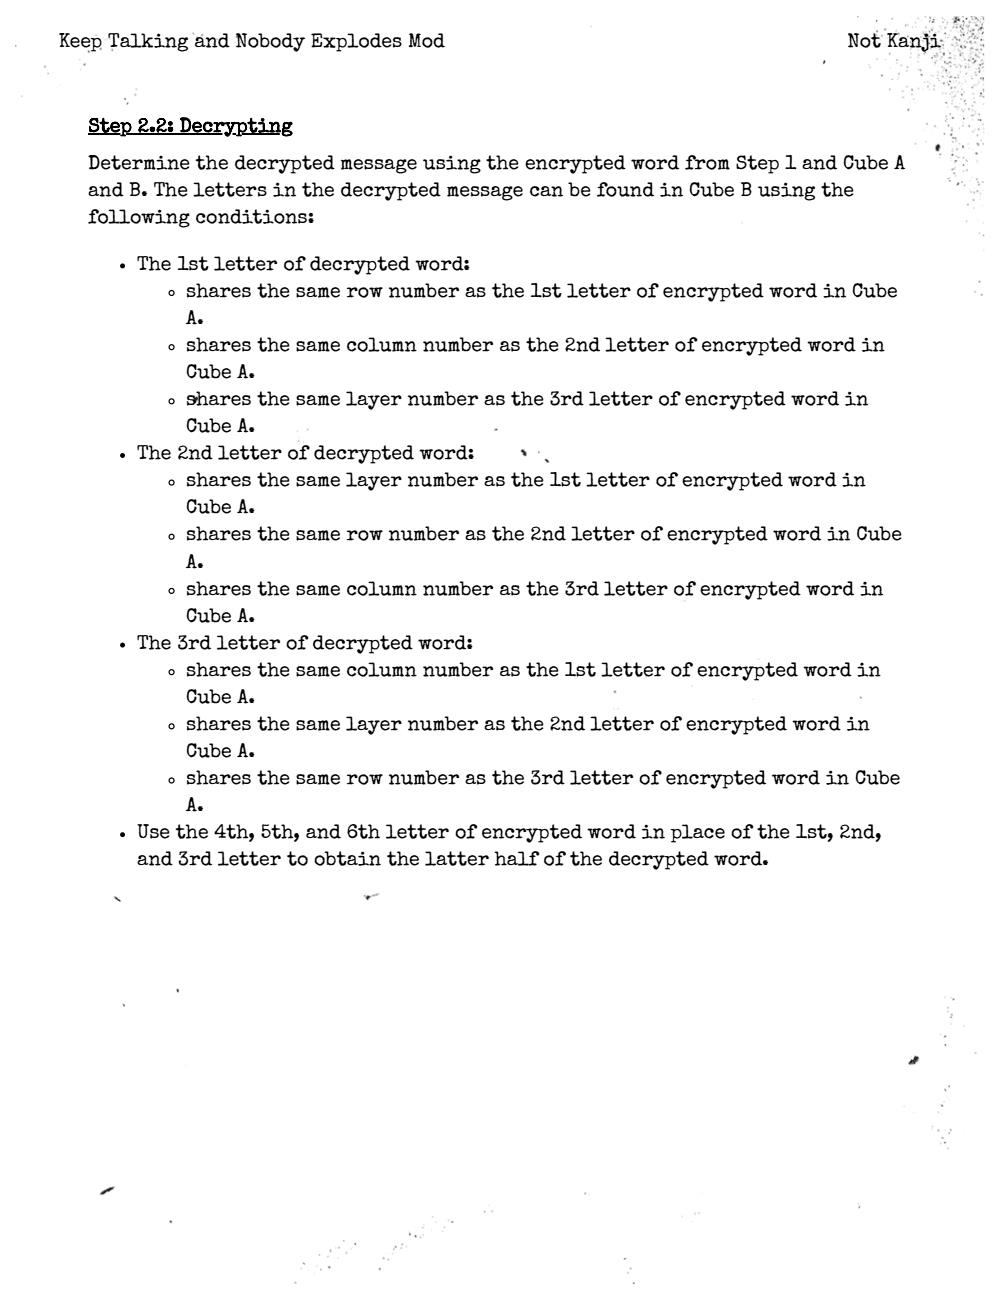 Keep Talking and Nobody Explodes Mod Not Kanji
Step 2.2: Decrypting
Determine the decrypted message using the encrypted word from Step 1 and Cube A
and B. The letters in the decrypted message can be found in Cube B using the
following conditions:
• The 1st letter of decrypted word:
◦ shares the same row number as the 1st letter of encrypted word in Cube
A.
◦ shares the same column number as the 2nd letter of encrypted word in
Cube A.
◦ shares the same layer number as the 3rd letter of encrypted word in
Cube A.
• The 2nd letter of decrypted word:
◦ shares the same layer number as the 1st letter of encrypted word in
Cube A.
◦ shares the same row number as the 2nd letter of encrypted word in Cube
A.
◦ shares the same column number as the 3rd letter of encrypted word in
Cube A.
• The 3rd letter of decrypted word:
◦ shares the same column number as the 1st letter of encrypted word in
Cube A.
◦ shares the same layer number as the 2nd letter of encrypted word in
Cube A.
◦ shares the same row number as the 3rd letter of encrypted word in Cube
A.
• Use the 4th, 5th, and 6th letter of encrypted word in place of the 1st, 2nd,
and 3rd letter to obtain the latter half of the decrypted word.